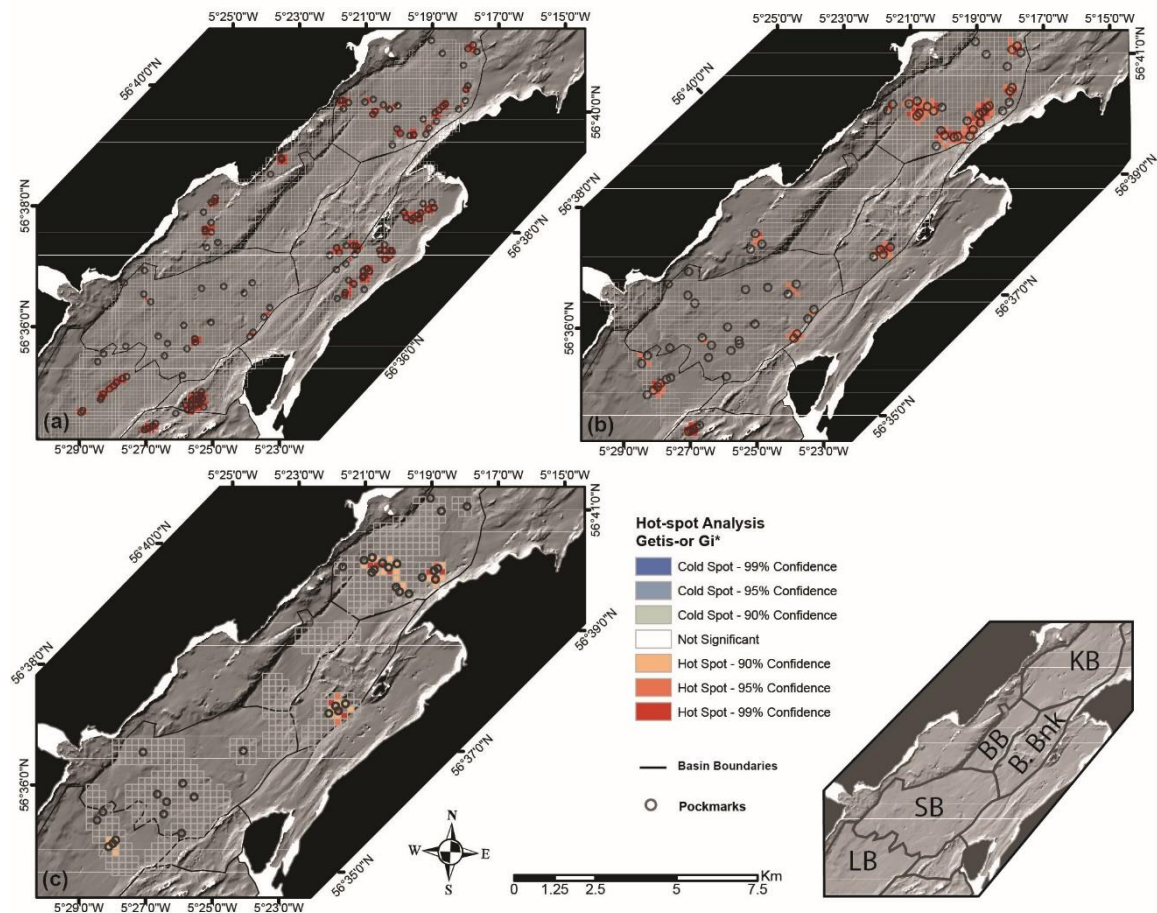 5°25'0"W 5°21'0"W 5°19'0"W 5°17'0"W
5°23'0"W
56°40'0"N
56°40'0"N
56°38'0"N
56°38'0"N
56°36'0"N
56°36'0"N
(a)
5°29'0"W 5°27'0"W 5°25'0"W 5°23'0"W
5°25'0"W 5°21'0"W 5°19'0"W 5°17'0"W 5°15'0"W
56°41'0"N
56°40'0"N
56°39'0"N
56°38'0"N
56°37'0"N
56°36'0"N
56°35'0"N
(b)
5°29'0"W 5°27'0"W 5°25'0"W 5°23'0"W
5°25'0"W 5°21'0"W 5°19'0"W 5°17'0"W 5°15'0"W
56°41'0"N
56°40'0"N
56°39'0"N
56°38'0"N
56°37'0"N
56°36'0"N
56°35'0"N
(c)
5°29'0"W 5°27'0"W 5°25'0"W 5°23'0"W
Hot-spot Analysis
Getis-or Gi*
Cold Spot - 99% Confidence
Cold Spot - 95% Confidence
Cold Spot - 90% Confidence
Not Significant
Hot Spot - 90% Confidence
Hot Spot - 95% Confidence
Hot Spot - 99% Confidence
Basin Boundaries
Pockmarks
N
W E
S
Km
0 1.25 2.5 5 7.5
KB
BB
B. Bnk
SB
LB